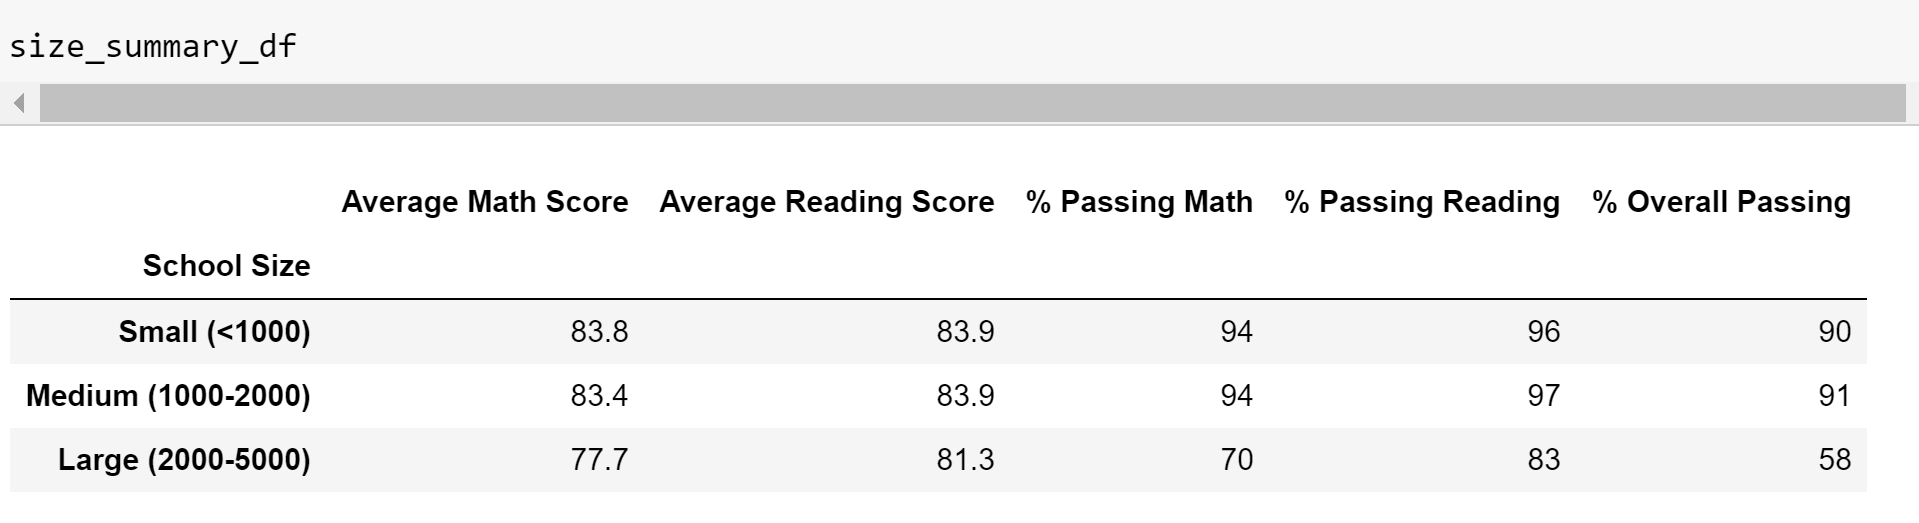 size_summary_df
Average Math Score Average Reading Score % Passing Math % Passing Reading % Overall Passing
School Size
Small (<1000) 83.8 83.9 94 96 90
Medium (1000-2000) 83.4 83.9 94 97 91
Large (2000-5000) 77.7 81.3 70 83 58